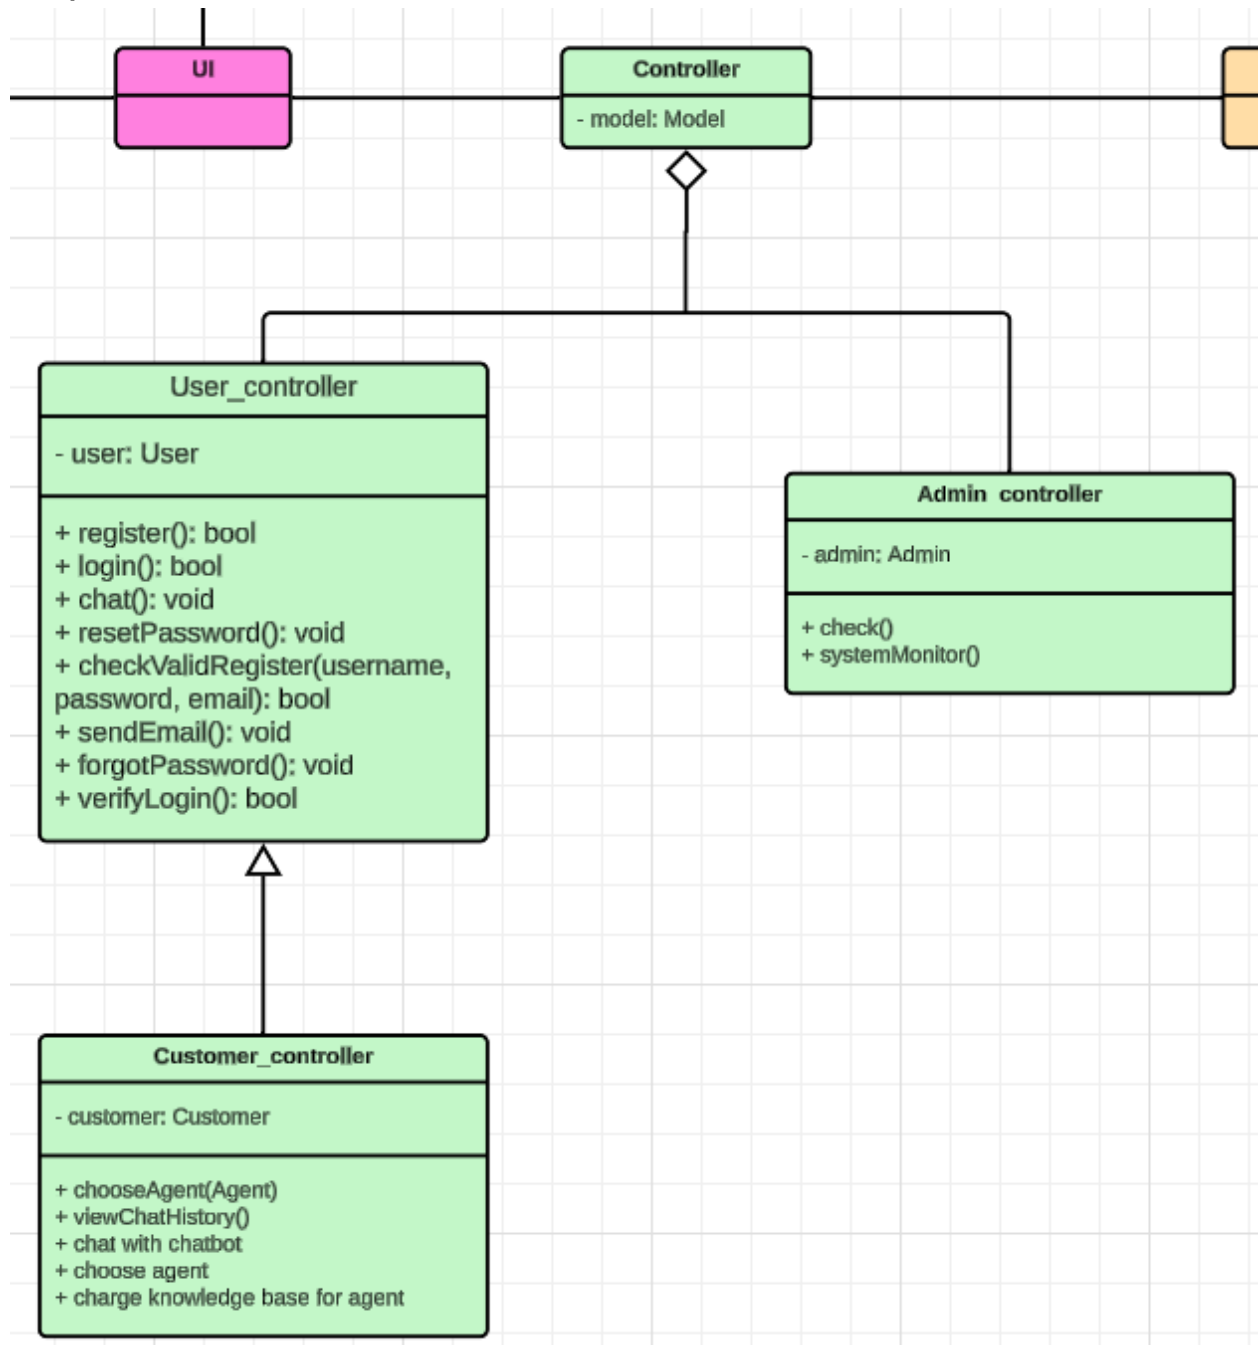 UI
Controller
- model: Model
User_controller
- user: User
+ register(): bool
+ login(): bool
+ chat(): void
+ resetPassword(): void
+ checkValidRegister(username,
password, email): bool
+ sendEmail(): void
+ forgotPassword(): void
+ verifyLogin(): bool
Admin_controller
- admin: Admin
+ check()
+ systemMonitor()
Customer_controller
- customer: Customer
+ chooseAgent(Agent)
+ viewChatHistory()
+ chat with chatbot
+ choose agent
+ charge knowledge base for agent